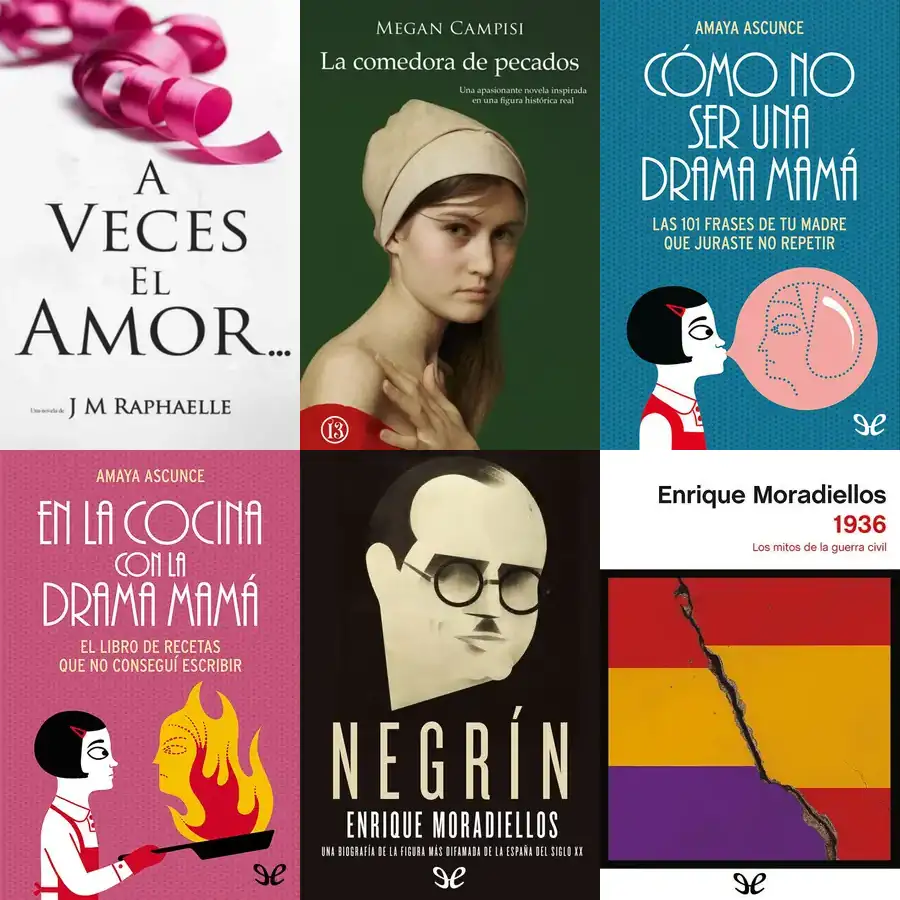 A
VECES
EL
AMOR...
Una novela de J M RAPHAELLE
MEGAN CAMPISI
La comedora de pecados
Una apasionante novela inspirada
en una figura histórica real
13
AMAYA ASCUNCE
CÓMO NO
SER UNA
DRAMA MAMÁ
LAS 101 FRASES DE TU MADRE
QUE JURASTE NO REPETIR
AMAYA ASCUNCE
EN LA COCINA
CON LA
DRAMA MAMÁ
EL LIBRO DE RECETAS
QUE NO CONSEGUÍ ESCRIBIR
NEGRÍN
ENRIQUE MORADIELLOS
UNA BIOGRAFÍA DE LA FIGURA MÁS DIFAMADA DE LA ESPAÑA DEL SIGLO XX
Enrique Moradiellos
1936
Los mitos de la guerra civil